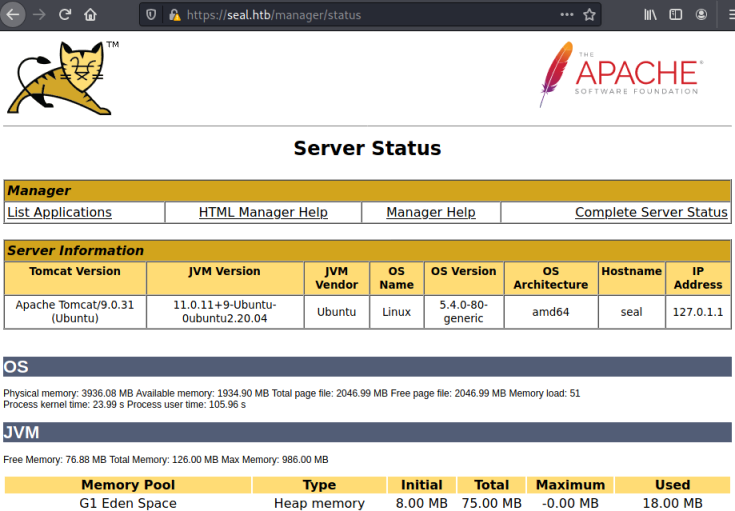 https://seal.htb/manager/status
TM
THE
APACHE®
SOFTWARE FOUNDATION
Server Status
Manager
List Applications HTML Manager Help Manager Help Complete Server Status
Server Information
Tomcat Version JVM Version JVM Vendor OS Name OS Version OS Architecture Hostname IP Address
Apache Tomcat/9.0.31 (Ubuntu) 11.0.11+9-Ubuntu-0ubuntu2.20.04 Ubuntu Linux 5.4.0-80-generic amd64 seal 127.0.1.1
OS
Physical memory: 3936.08 MB Available memory: 1934.90 MB Total page file: 2046.99 MB Free page file: 2046.99 MB Memory load: 51
Process kernel time: 23.99 s Process user time: 105.96 s
JVM
Free Memory: 76.88 MB Total Memory: 126.00 MB Max Memory: 986.00 MB
Memory Pool Type Initial Total Maximum Used
G1 Eden Space Heap memory 8.00 MB 75.00 MB -0.00 MB 18.00 MB